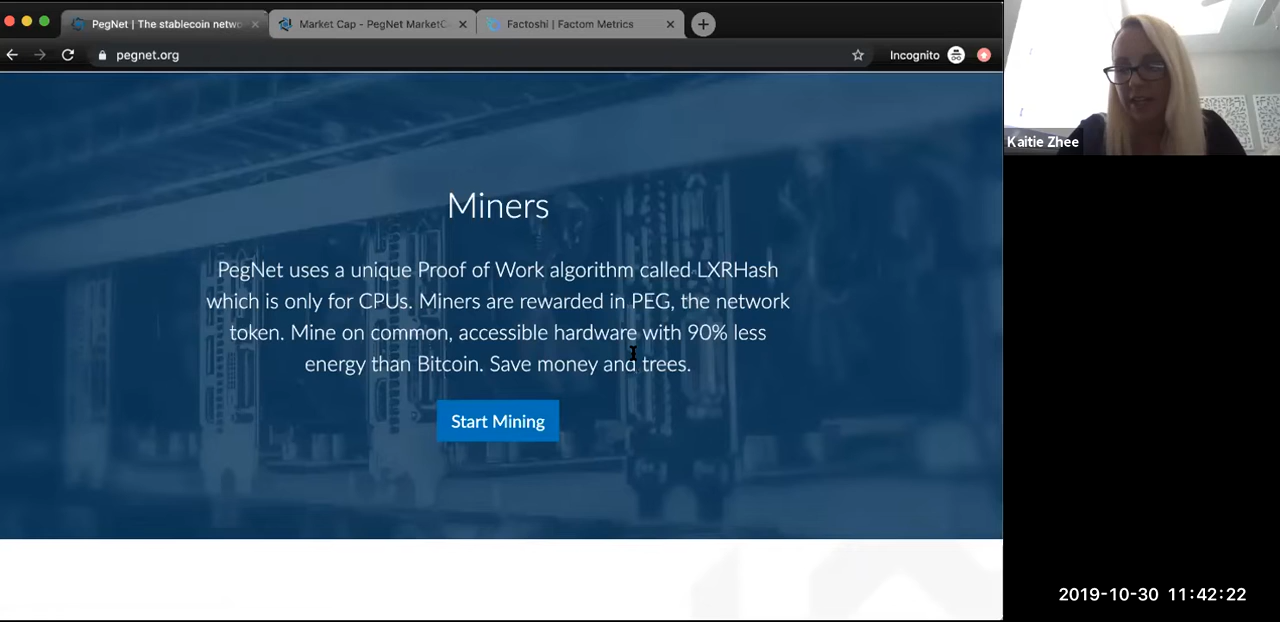 PegNet | The stablecoin netw
Market Cap - PegNet MarketC
Factoshi | Factom Metrics
pegnet.org
Incognito
Kaitie Zhee
Miners
PegNet uses a unique Proof of Work algorithm called LXRHash
which is only for CPUs. Miners are rewarded in PEG, the network
token. Mine on common, accessible hardware with 90% less
energy than Bitcoin. Save money and trees.
Start Mining
2019-10-30 11:42:22